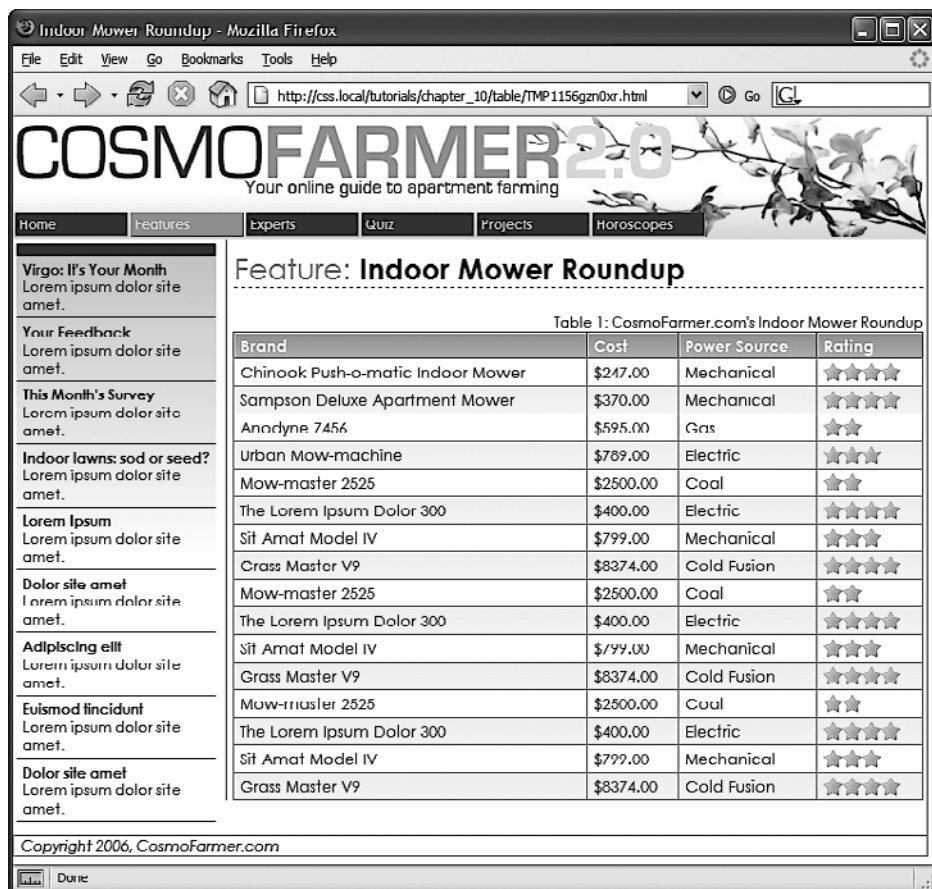 Indoor Mower Roundup - Mozilla Firefox
File Edit View Go Bookmarks Tools Help
http://css.local/tutorials/chapter_10/table/TMP1156gzn0xr.html Go G
COSMOFARMER2.0
Your online guide to apartment farming
Home Features Experts Quiz Projects Horoscopes
Virgo: It's Your Month
Lorem ipsum dolor site
amet.
Your Feedback
Lorem ipsum dolor site
amet.
This Month's Survey
Lorem ipsum dolor site
amet.
Indoor lawns: sod or seed?
Lorem ipsum dolor site
amet.
Lorem Ipsum
Lorem ipsum dolor site
amet.
Dolor site amet
Lorem ipsum dolor site
amet.
Adipiscing elit
Lorem ipsum dolor site
amet.
Euismod tincidunt
Lorem ipsum dolor site
amet.
Dolor site amet
Lorem ipsum dolor site
amet.
Feature: Indoor Mower Roundup
Table 1: CosmoFarmer.com's Indoor Mower Roundup
Brand Cost Power Source Rating
Chinook Push-o-matic Indoor Mower $247.00 Mechanical
Sampson Deluxe Apartment Mower $370.00 Mechanical
Anodyne 7456 $595.00 Gas
Urban Mow-machine $789.00 Electric
Mow-master 2525 $2500.00 Coal
The Lorem Ipsum Dolor 300 $400.00 Electric
Sit Amat Model IV $799.00 Mechanical
Grass Master V9 $8374.00 Cold Fusion
Mow-master 2525 $2500.00 Coal
The Lorem Ipsum Dolor 300 $400.00 Electric
Sit Amat Model IV $799.00 Mechanical
Grass Master V9 $8374.00 Cold Fusion
Mow-master 2525 $2500.00 Coal
The Lorem Ipsum Dolor 300 $400.00 Electric
Sit Amat Model IV $799.00 Mechanical
Grass Master V9 $8374.00 Cold Fusion
Copyright 2006, CosmoFarmer.com
Done